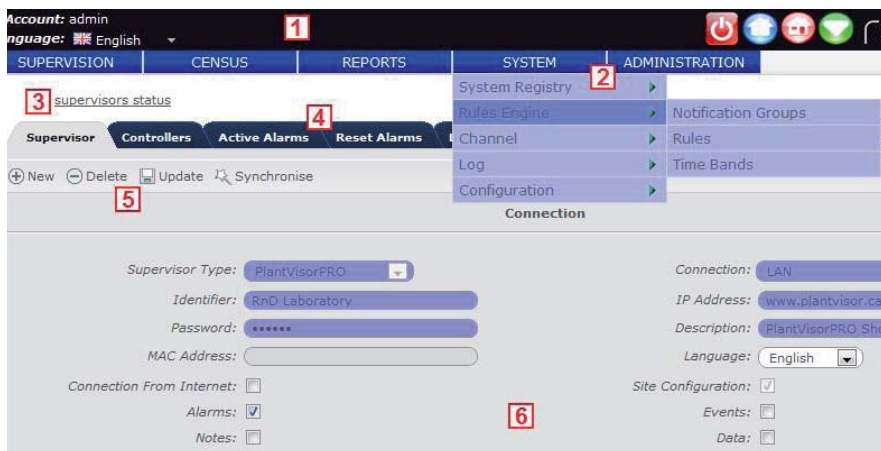 Account: admin
nguage: English
1
SUPERVISION CENSUS REPORTS SYSTEM ADMINISTRATION
2
System Registry
3 supervisors status
Rules Engine Notification Groups
4
Supervisor Controllers Active Alarms Reset Alarms
Channel Rules
Log Time Bands
New Delete Update Synchronise
5
Configuration
Connection
Supervisor Type: PlantVisorPRO Connection: LAN
Identifier: RnD Laboratory IP Address: www.plantvisor.ca
Password: •••••• Description: PlantVisorPRO Sho
MAC Address: Language: English
Connection From Internet: Site Configuration:
Alarms: Events:
6
Notes: Data: